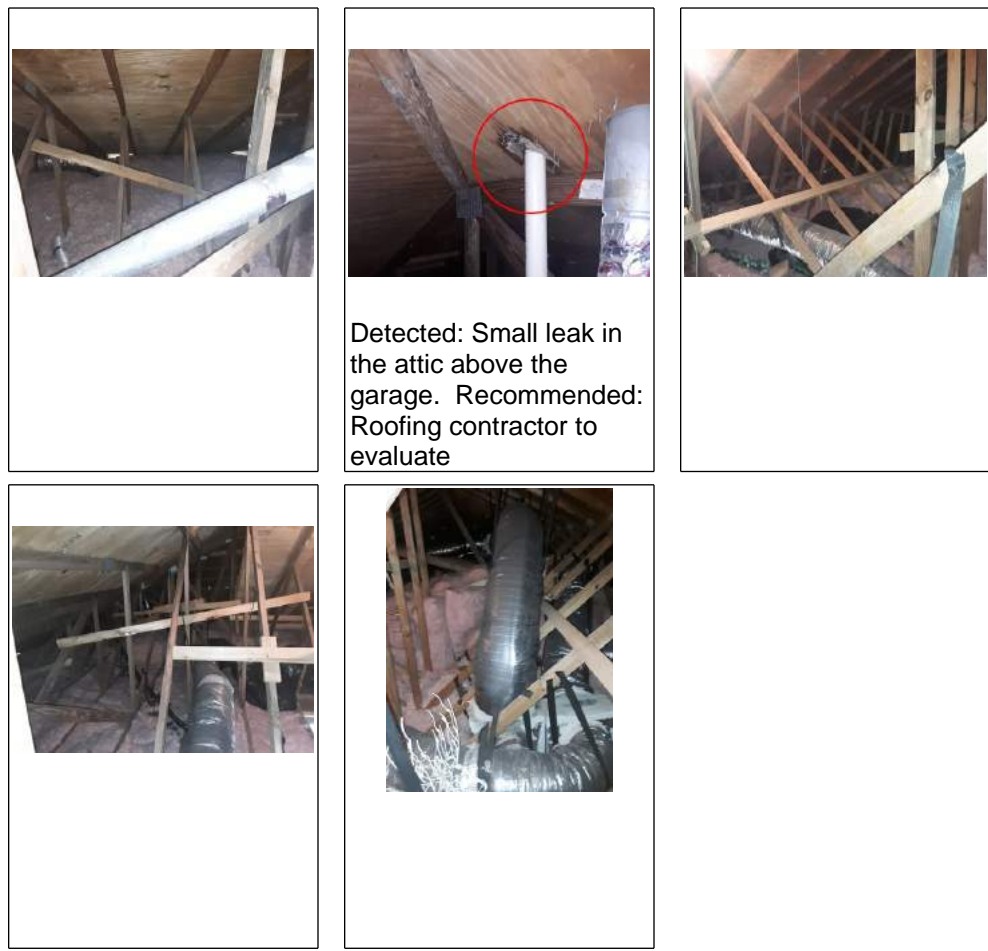 Detected: Small leak in
the attic above the
garage.  Recommended:
Roofing contractor to
evaluate